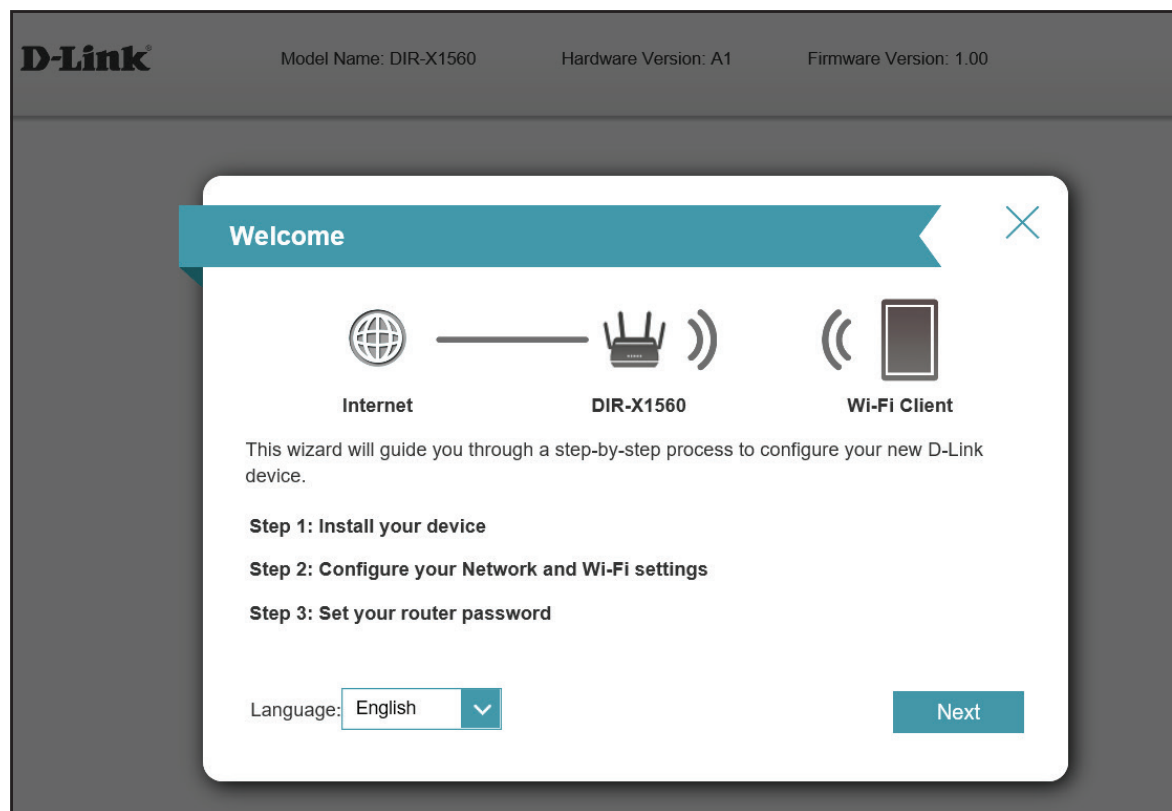 D-Link
Model Name: DIR-X1560 Hardware Version: A1 Firmware Version: 1.00
Welcome
Internet DIR-X1560 Wi-Fi Client
This wizard will guide you through a step-by-step process to configure your new D-Link
device.
Step 1: Install your device
Step 2: Configure your Network and Wi-Fi settings
Step 3: Set your router password
Language: English
Next